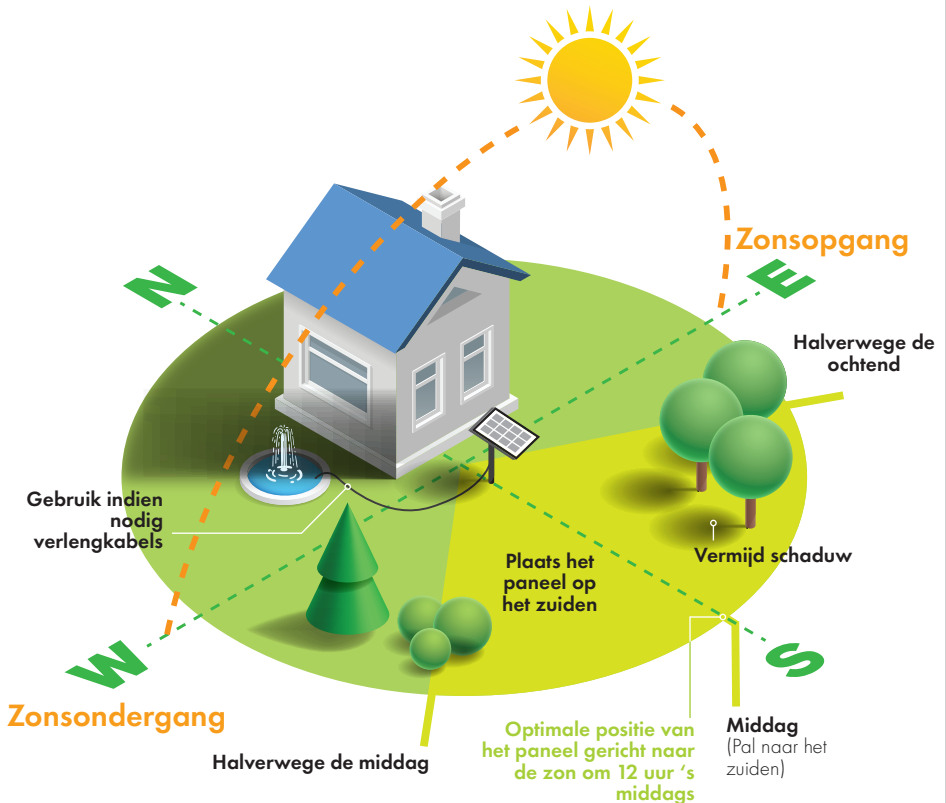 Zonsopgang
N
E
Halverwege de
ochtend
Gebruik indien
nodig
verlengkabels
Vermijd schaduw
Plaats het
paneel op
het zuiden
W
S
Zonsondergang
Halverwege de middag
Optimale positie van
het paneel gericht naar
de zon om 12 uur ‘s
middags
Middag
(Pal naar het
zuiden)